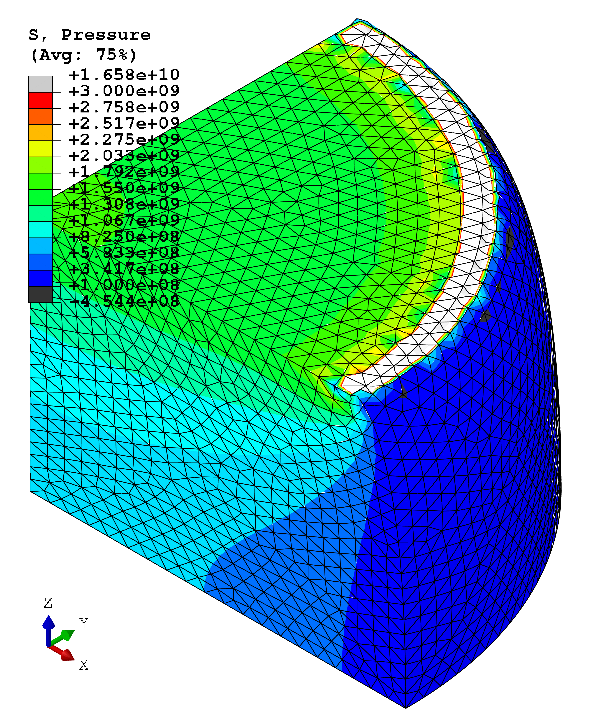 S, Pressure
(Avg: 75%)
+1.658e+10
+3.000e+09
+2.758e+09
+2.517e+09
+2.275e+09
+2.033e+09
+1.792e+09
+1.550e+09
+1.308e+09
+1.067e+09
+8.250e+08
+5.833e+08
+3.417e+08
+1.000e+08
-4.544e+08
Z
Y
X